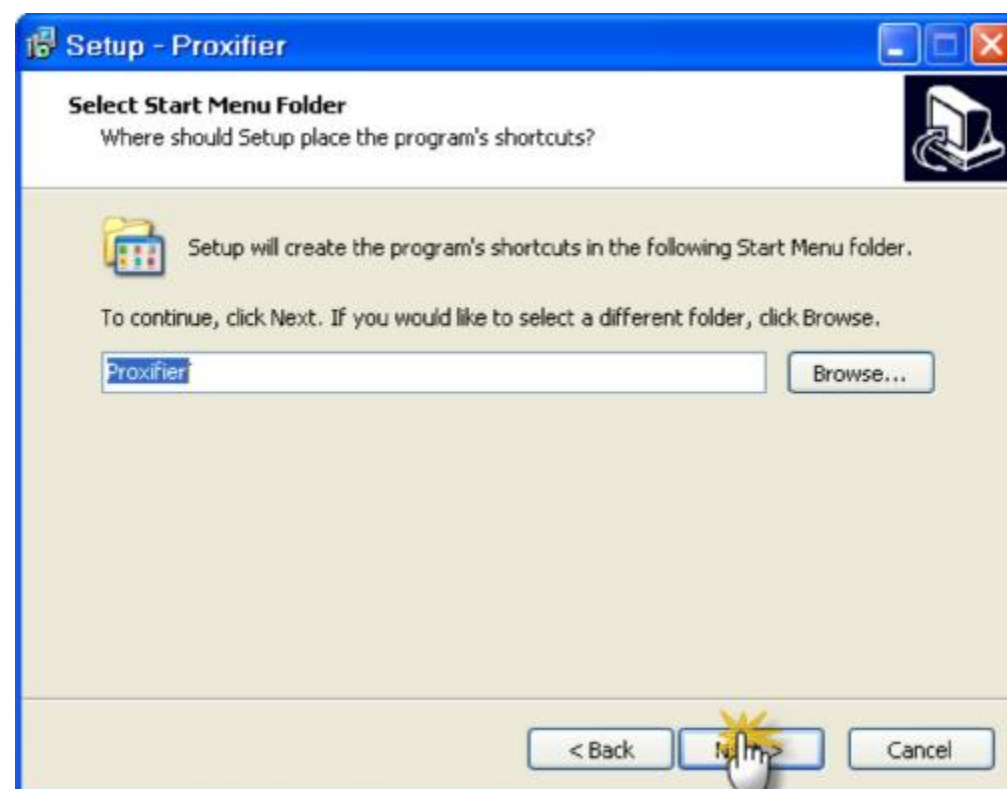 Setup - Proxifier
Select Start Menu Folder
Where should Setup place the program's shortcuts?
Setup will create the program's shortcuts in the following Start Menu folder.
To continue, click Next. If you would like to select a different folder, click Browse.
Proxifier
Browse...
< Back
Cancel